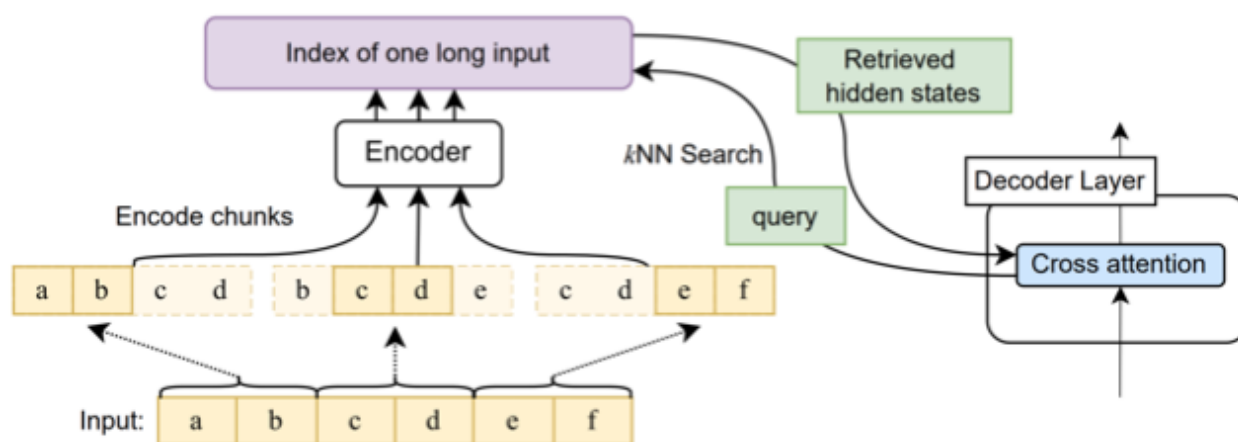 Index of one long input
Retrieved
hidden states
Encoder
kNN Search
Decoder Layer
Encode chunks
query
Cross attention
a b c d b c d e c d e f
Input: a b c d e f